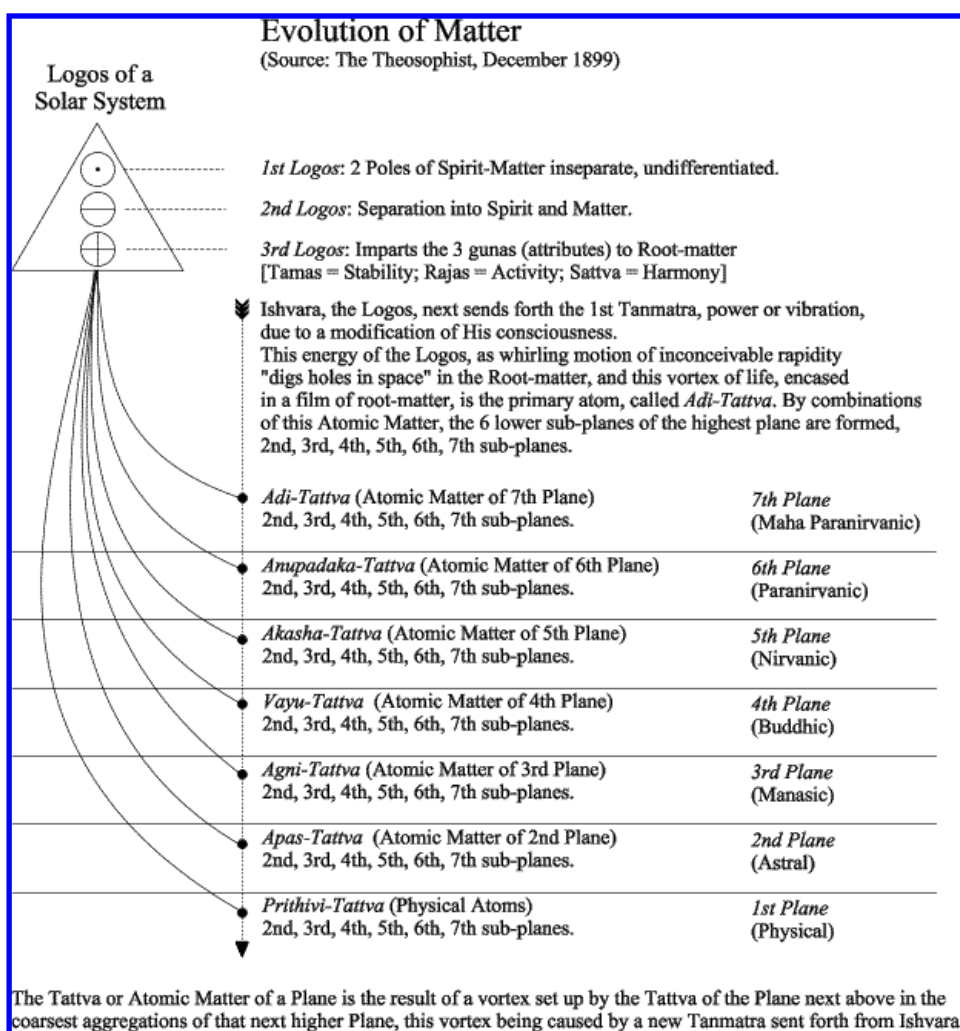 Evolution of Matter
(Source: The Theosophist, December 1899)
Logos of a
Solar System
1st Logos: 2 Poles of Spirit-Matter inseparate, undifferentiated.
2nd Logos: Separation into Spirit and Matter.
3rd Logos: Imparts the 3 gunas (attributes) to Root-matter
[Tamas = Stability; Rajas = Activity; Sattva = Harmony]
Ishvara, the Logos, next sends forth the 1st Tanmatra, power or vibration,
due to a modification of His consciousness.
This energy of the Logos, as whirling motion of inconceivable rapidity
"digs holes in space" in the Root-matter, and this vortex of life, encased
in a film of root-matter, is the primary atom, called Adi-Tattva. By combinations
of this Atomic Matter, the 6 lower sub-planes of the highest plane are formed,
2nd, 3rd, 4th, 5th, 6th, 7th sub-planes.
Adi-Tattva (Atomic Matter of 7th Plane) 7th Plane
2nd, 3rd, 4th, 5th, 6th, 7th sub-planes. (Maha Paranirvanic)
Anupadaka-Tattva (Atomic Matter of 6th Plane) 6th Plane
2nd, 3rd, 4th, 5th, 6th, 7th sub-planes. (Paranirvanic)
Akasha-Tattva (Atomic Matter of 5th Plane) 5th Plane
2nd, 3rd, 4th, 5th, 6th, 7th sub-planes. (Nirvanic)
Vayu-Tattva (Atomic Matter of 4th Plane) 4th Plane
2nd, 3rd, 4th, 5th, 6th, 7th sub-planes. (Buddhic)
Agni-Tattva (Atomic Matter of 3rd Plane) 3rd Plane
2nd, 3rd, 4th, 5th, 6th, 7th sub-planes. (Manasic)
Apas-Tattva (Atomic Matter of 2nd Plane) 2nd Plane
2nd, 3rd, 4th, 5th, 6th, 7th sub-planes. (Astral)
Prithivi-Tattva (Physical Atoms) 1st Plane
2nd, 3rd, 4th, 5th, 6th, 7th sub-planes. (Physical)
The Tattva or Atomic Matter of a Plane is the result of a vortex set up by the Tattva of the Plane next above in the
coarsest aggregations of that next higher Plane, this vortex being caused by a new Tanmatra sent forth from Ishvara